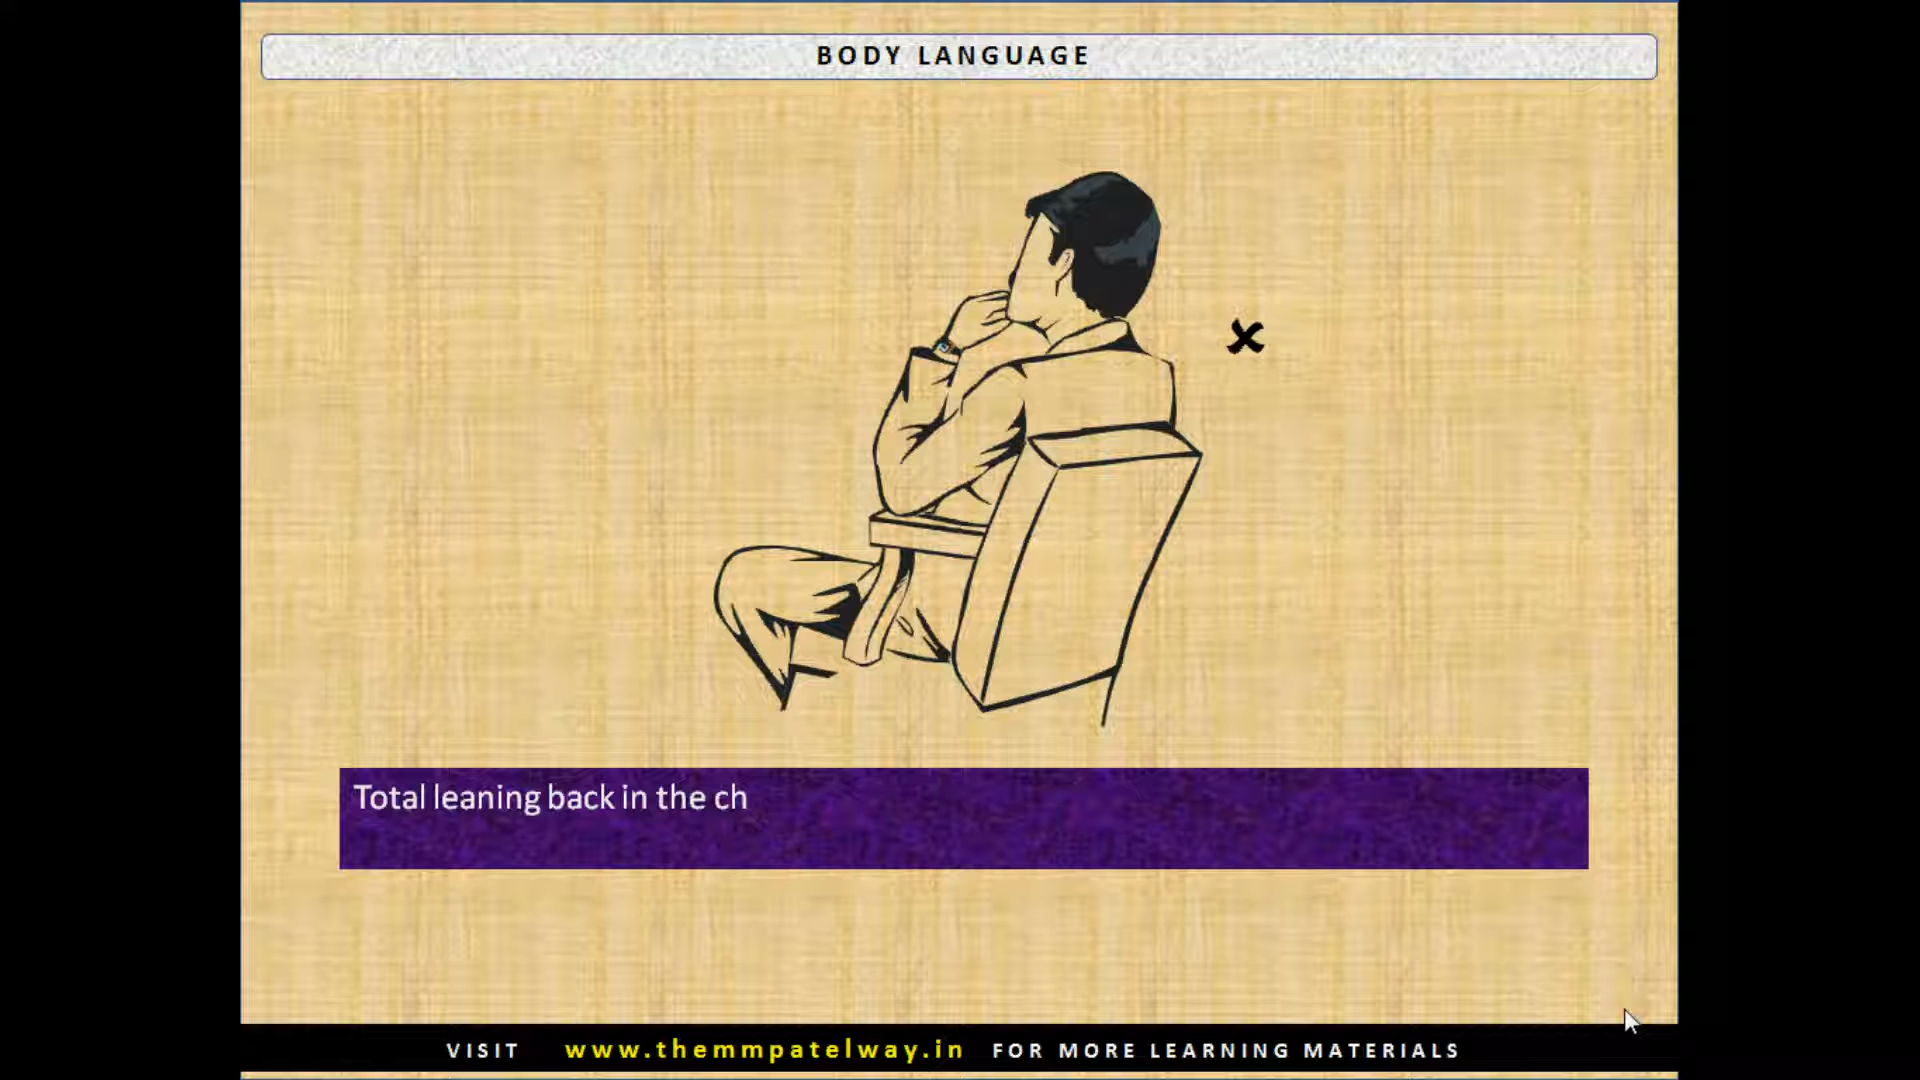 BODY LANGUAGE
Total leaning back in the ch
VISIT www.themmpatelway.in FOR MORE LEARNING MATERIALS